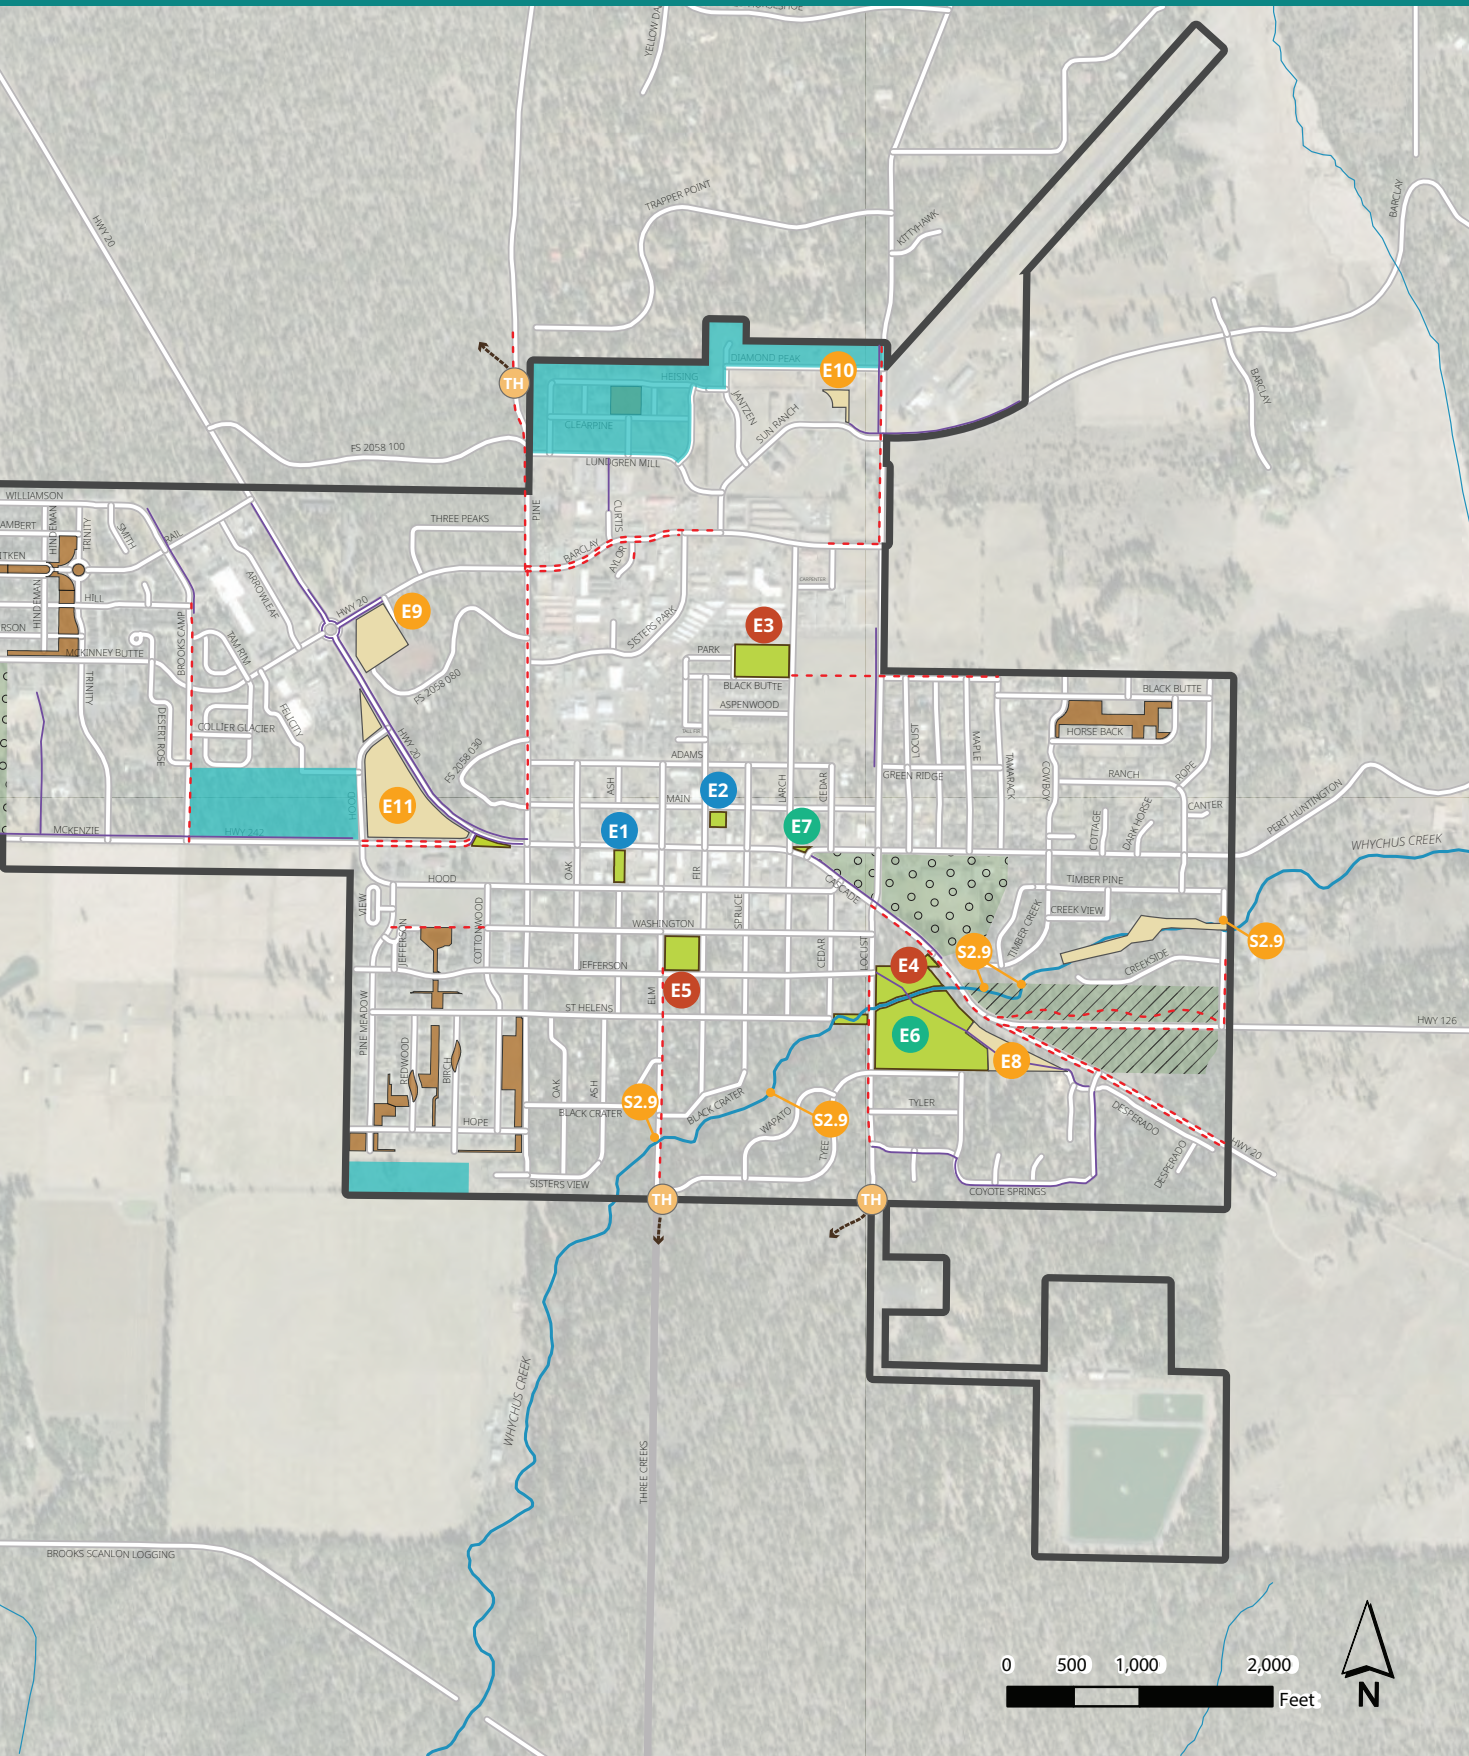 YELLOW DA
HWY 20
TRAPPER POINT
KITTYHAWK
BARCLAY
BARCLAY
DIAMOND PEAK
E10
HEISING
TH
JANTZEN
SUN RANCH
CLEARPINE
FS 2058 100
LUNDGREN MILL
WILLIAMSON
THREE PEAKS
PINE
CURTIS
AMBERT
HINDEMAN
TRINITY
SMITH
RAIL
BARCLAY
AYLOR
ITKEN
CARPENTER
HINDEMAN
HILL
ARROWLEAF
HWY 20
E9
E3
SISTERS PARK
RSON
BROOKS CAMP
TAM RIM
MCKINNEY BUTTE
PARK
BLACK BUTTE
FS 2058 080
BLACK BUTTE
TRINITY
ASPENWOOD
DESERT ROSE
COLLIER GLACIER
FELICITY
HWY 20
FS 2058 030
HORSE BACK
LOCUST
MAPLE
TAMARACK
ADAMS
COWBOY
RANCH
ROPE
GREEN RIDGE
ASH
E2
LARCH
CEDAR
MAIN
HOOD
E11
CANTER
PERIT HUNTINGTON
COTTAGE
DARK HORSE
MCKENZIE
HWY 242
E1
E7
WHYCHUS CREEK
OAK
FIR
HOOD
CASCADE
TIMBER PINE
VIEW
COTTONWOOD
JEFFERSON
WASHINGTON
SPRUCE
CREEK VIEW
TIMBER CREEK
CEDAR
LOCUST
S2.9
S2.9
JEFFERSON
E4
CREEKSIDE
ELM
E5
ST HELENS
PINE MEADOW
E6
HWY 126
REDWOOD
BIRCH
E8
OAK
ASH
S2.9
BLACK CRATER
BLACK CRATER
WAPATO
S2.9
TYLER
HOPE
TYEE
DESPERADO
HWY 20
DESPERADO
SISTERS VIEW
COYOTE SPRINGS
TH
TH
WHYCHUS CREEK
THREE CREEKS
BROOKS SCANLON LOGGING
0 500 1,000 2,000
Feet
N